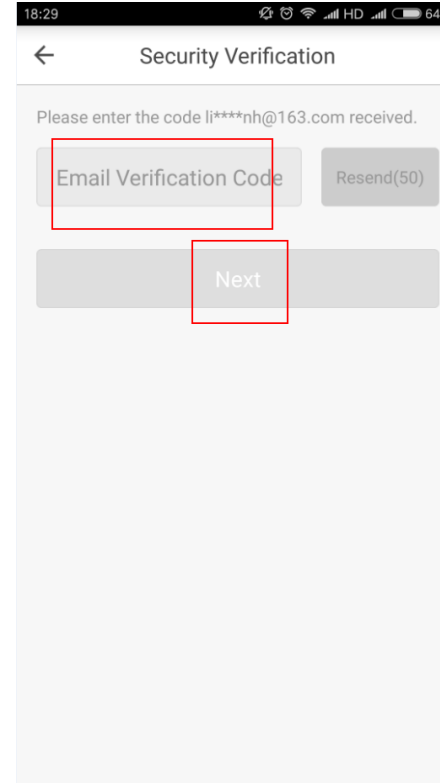 18:29 HD 64
Security Verification
Please enter the code li****nh@163.com received.
Email Verification Code Resend(50)
Next